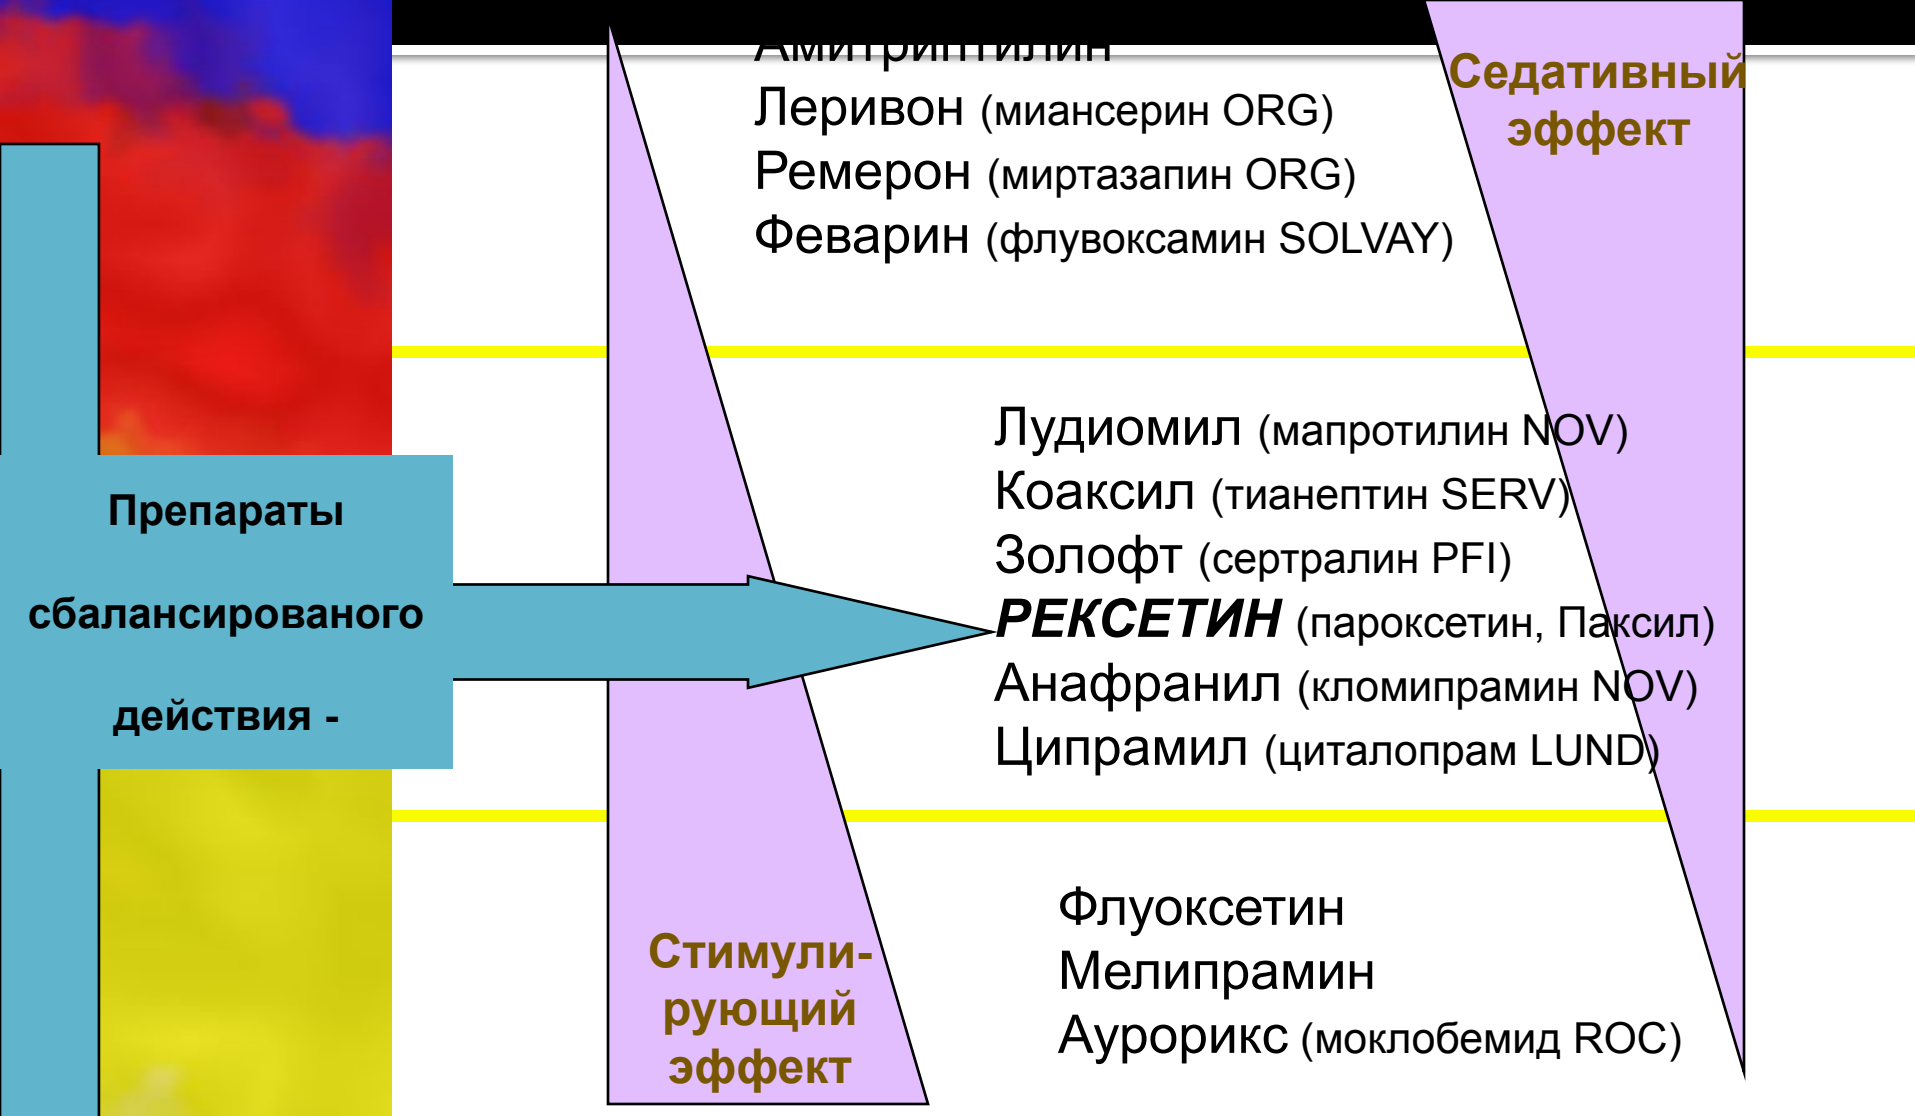 Амитриптилин
Леривон (миансерин ORG)
Ремерон (миртазапин ORG)
Феварин (флувоксамин SOLVAY)
Седативный
эффект
Препараты
сбалансированого
действия -
Лудиомил (мапротилин NOV)
Коаксил (тианептин SERV)
Золофт (сертралин PFI)
РЕКСЕТИН (пароксетин, Паксил)
Анафранил (кломипрамин NOV)
Ципрамил (циталопрам LUND)
Стимули-
рующий
эффект
Флуоксетин
Мелипрамин
Аурорикс (моклобемид ROC)